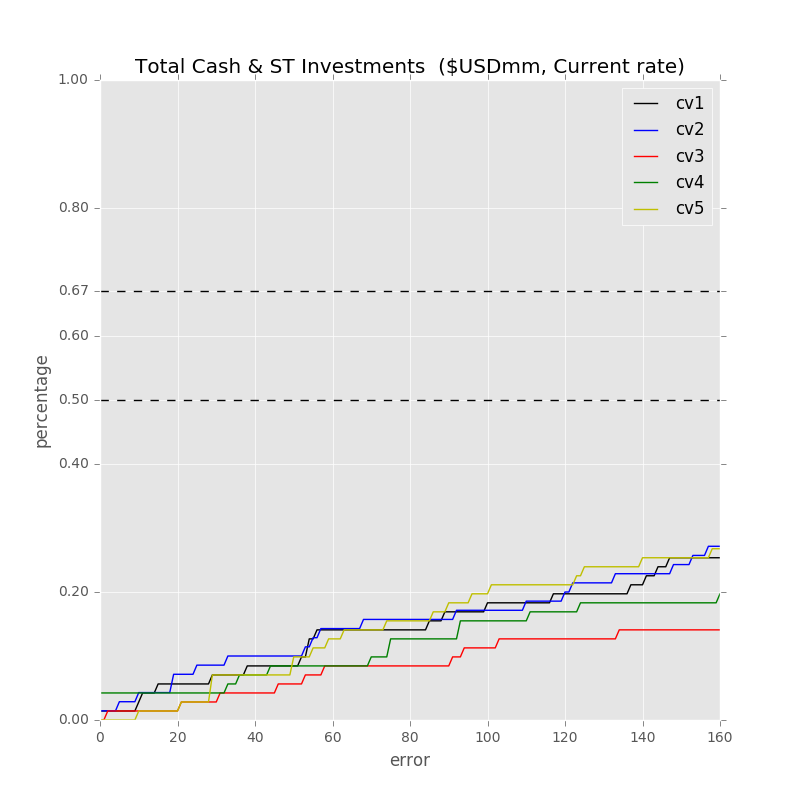 Total Cash & ST Investments  ($USDmm, Current rate)
1.00
0.80
0.67
0.60
0.50
0.40
0.20
0.00
percentage
cv1
cv2
cv3
cv4
cv5
0 20 40 60 80 100 120 140 160
error